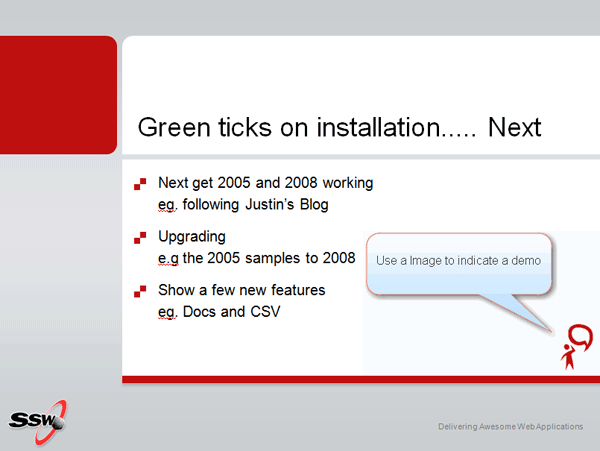 Green ticks on installation..... Next
Next get 2005 and 2008 working
eg. following Justin's Blog
Upgrading
e.g the 2005 samples to 2008
Use a Image to indicate a demo
Show a few new features
eg. Docs and CSV
SSW
Delivering Awesome Web Applications